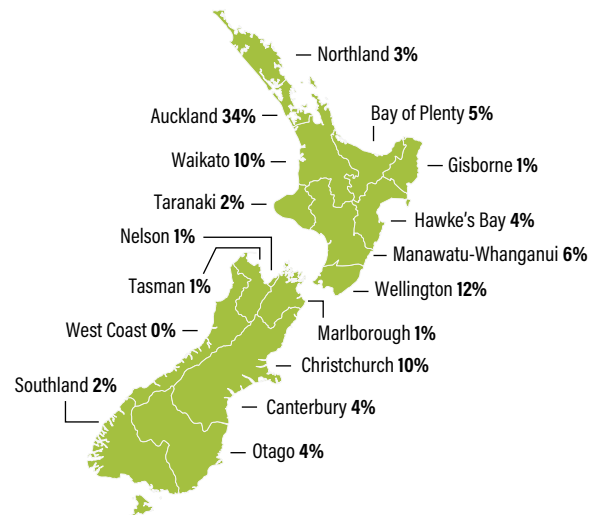 Northland 3%
Auckland 34%
Bay of Plenty 5%
Waikato 10%
Gisborne 1%
Taranaki 2%
Hawke's Bay 4%
Nelson 1%
Manawatu-Whanganui 6%
Tasman 1%
Wellington 12%
West Coast 0%
Marlborough 1%
Christchurch 10%
Southland 2%
Canterbury 4%
Otago 4%